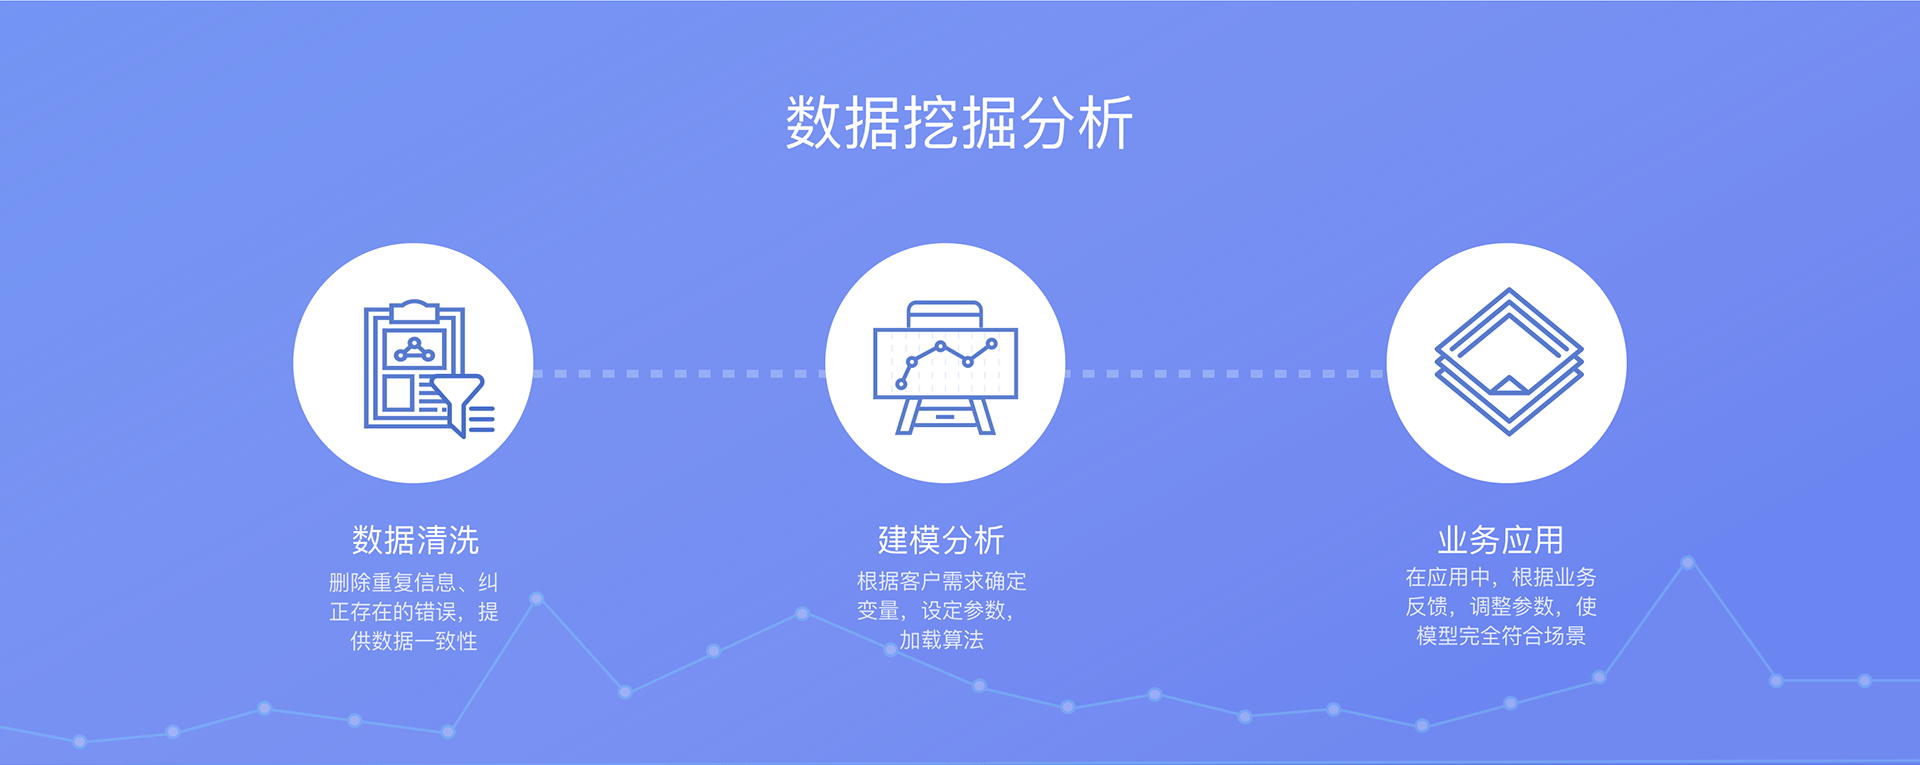 数据挖掘分析
数据清洗
删除重复信息、纠
正存在的错误，提
供数据一致性
建模分析
根据客户需求确定
变量，设定参数，
加载算法
业务应用
在应用中，根据业务
反馈，调整参数，使
模型完全符合场景